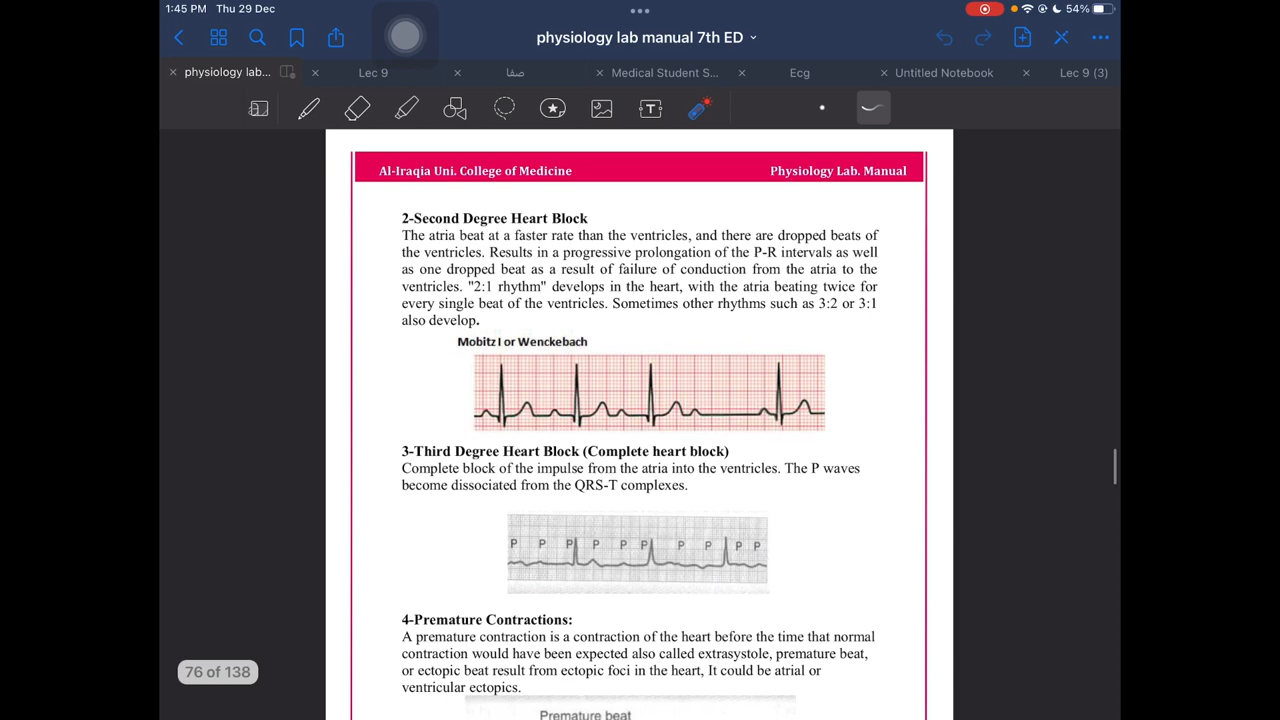 1:45 PM Thu 29 Dec
54%
physiology lab manual 7th ED
physiology lab...
Lec 9
صفا
Medical Student S...
Ecg
Untitled Notebook
Lec 9 (3)
Al-Iraqia Uni. College of Medicine
Physiology Lab. Manual
2-Second Degree Heart Block
The atria beat at a faster rate than the ventricles, and there are dropped beats of
the ventricles. Results in a progressive prolongation of the P-R intervals as well
as one dropped beat as a result of failure of conduction from the atria to the
ventricles. "2:1 rhythm" develops in the heart, with the atria beating twice for
every single beat of the ventricles. Sometimes other rhythms such as 3:2 or 3:1
also develop.
Mobitz I or Wenckebach
3-Third Degree Heart Block (Complete heart block)
Complete block of the impulse from the atria into the ventricles. The P waves
become dissociated from the QRS-T complexes.
P P P P P P P P P P
4-Premature Contractions:
A premature contraction is a contraction of the heart before the time that normal
contraction would have been expected also called extrasystole, premature beat,
or ectopic beat result from ectopic foci in the heart, It could be atrial or
ventricular ectopics.
Premature beat
76 of 138